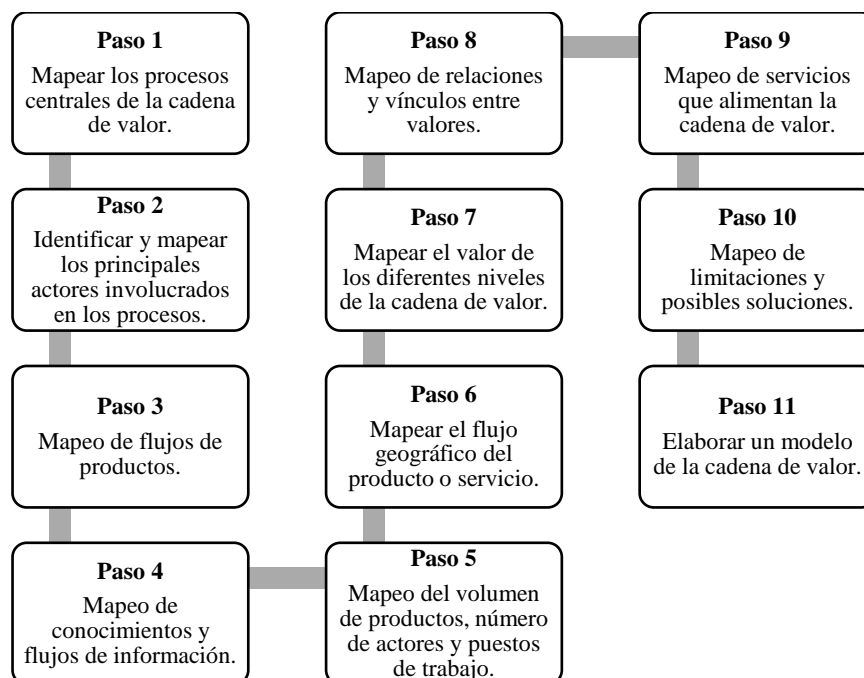 Paso 1
Mapear los procesos
centrales de la cadena
de valor.
Paso 2
Identificar y mapear
los principales
actores involucrados
en los procesos.
Paso 3
Mapeo de flujos de
productos.
Paso 4
Mapeo de
conocimientos y
flujos de información.
Paso 5
Mapeo del volumen
de productos, número
de actores y puestos
de trabajo.
Paso 6
Mapear el flujo
geográfico del
producto o servicio.
Paso 7
Mapear el valor de
los diferentes niveles
de la cadena de valor.
Paso 8
Mapeo de relaciones
y vínculos entre
valores.
Paso 9
Mapeo de servicios
que alimentan la
cadena de valor.
Paso 10
Mapeo de
limitaciones y
posibles soluciones.
Paso 11
Elaborar un modelo
de la cadena de valor.